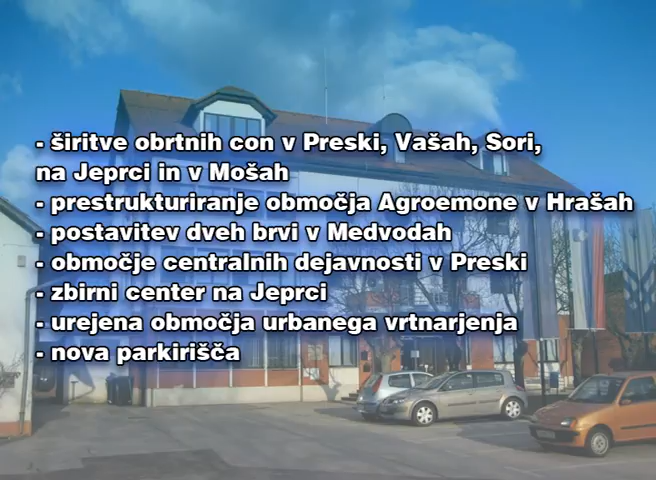 - širitve obrtnih con v Preski, Vašah, Sori,
na Jeprci in v Mošah
- prestrukturiranje območja Agroemone v Hrašah
- postavitev dveh brvi v Medvodah
- območje centralnih dejavnosti v Preski
- zbirni center na Jeprci
- urejena območja urbanega vrtnarjenja
- nova parkirišča